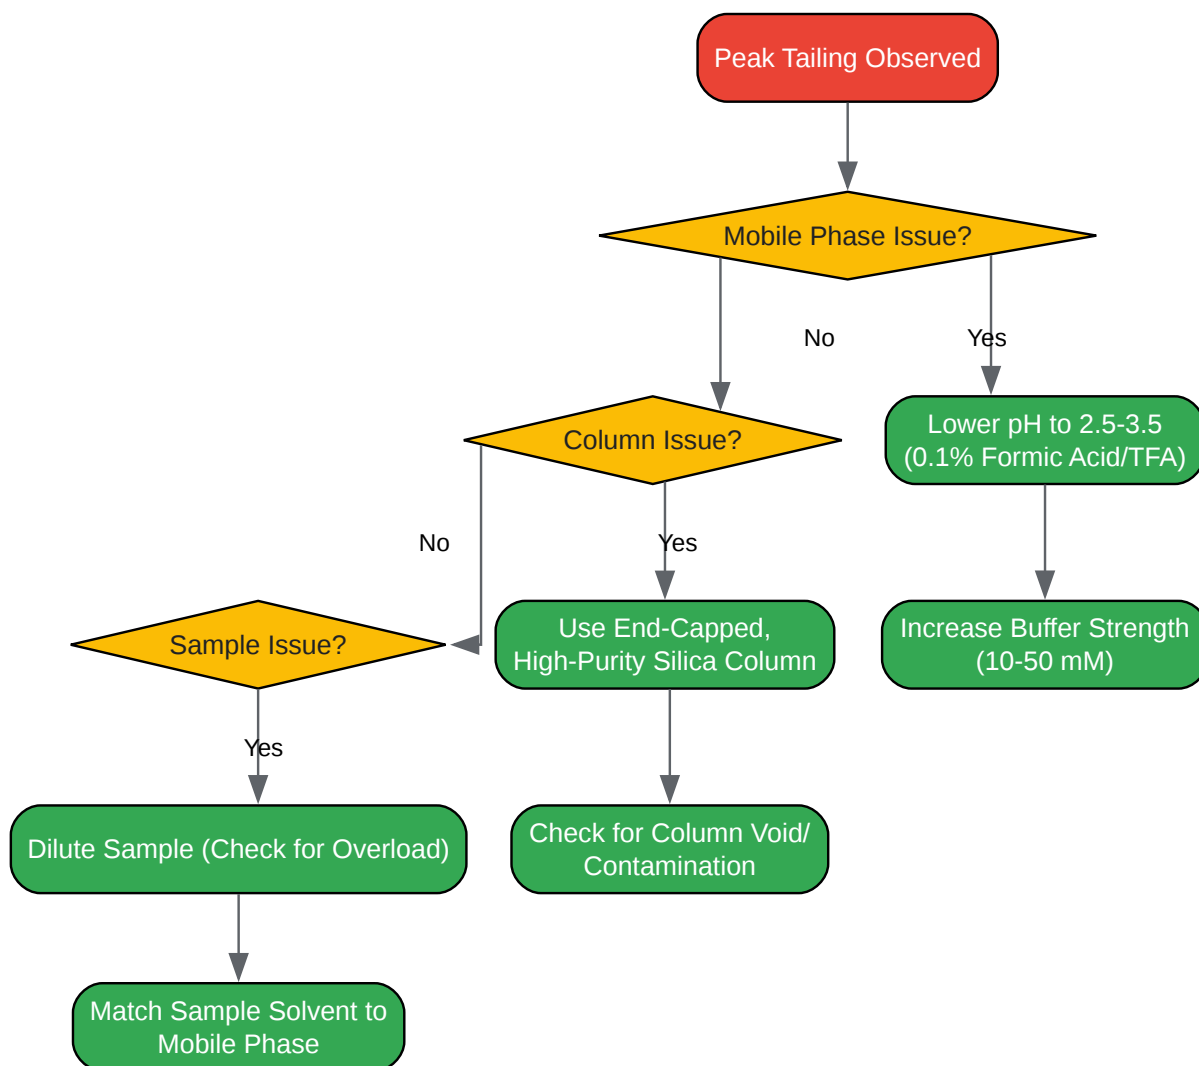 Peak Tailing Observed
Mobile Phase Issue?
No
Yes
Column Issue?
Lower pH to 2.5-3.5
(0.1% Formic Acid/TFA)
No
Yes
Sample Issue?
Use End-Capped,
High-Purity Silica Column
Increase Buffer Strength
(10-50 mM)
Yes
Dilute Sample (Check for Overload)
Check for Column Void/
Contamination
Match Sample Solvent to
Mobile Phase